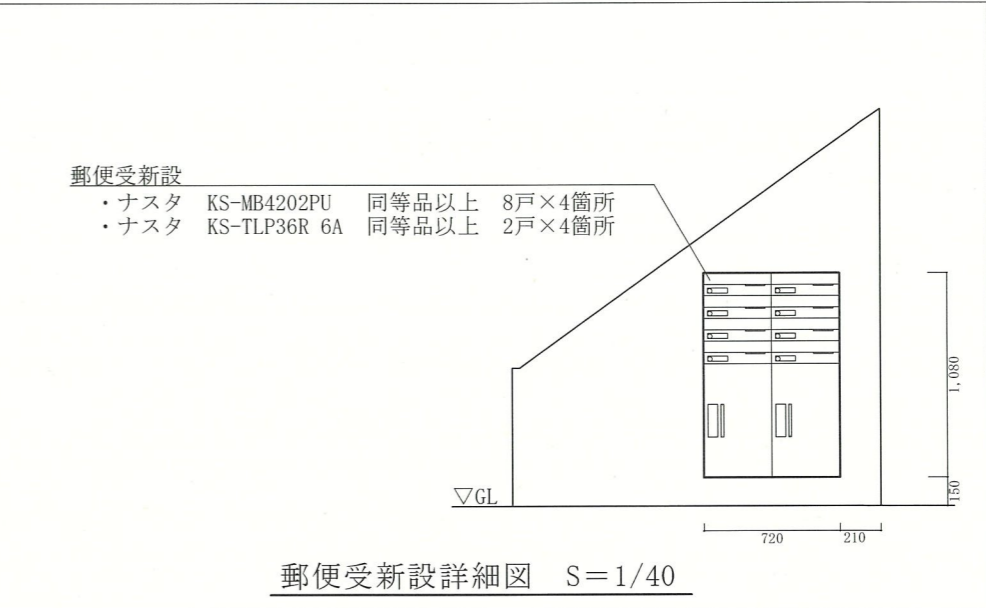 郵便受新設
・ナスタ KS-MB4202PU 同等品以上 8戸×4箇所
・ナスタ KS-TLP36R 6A 同等品以上 2戸×4箇所
1,080
▽GL
150
720
210
郵便受新設詳細図 S=1/40